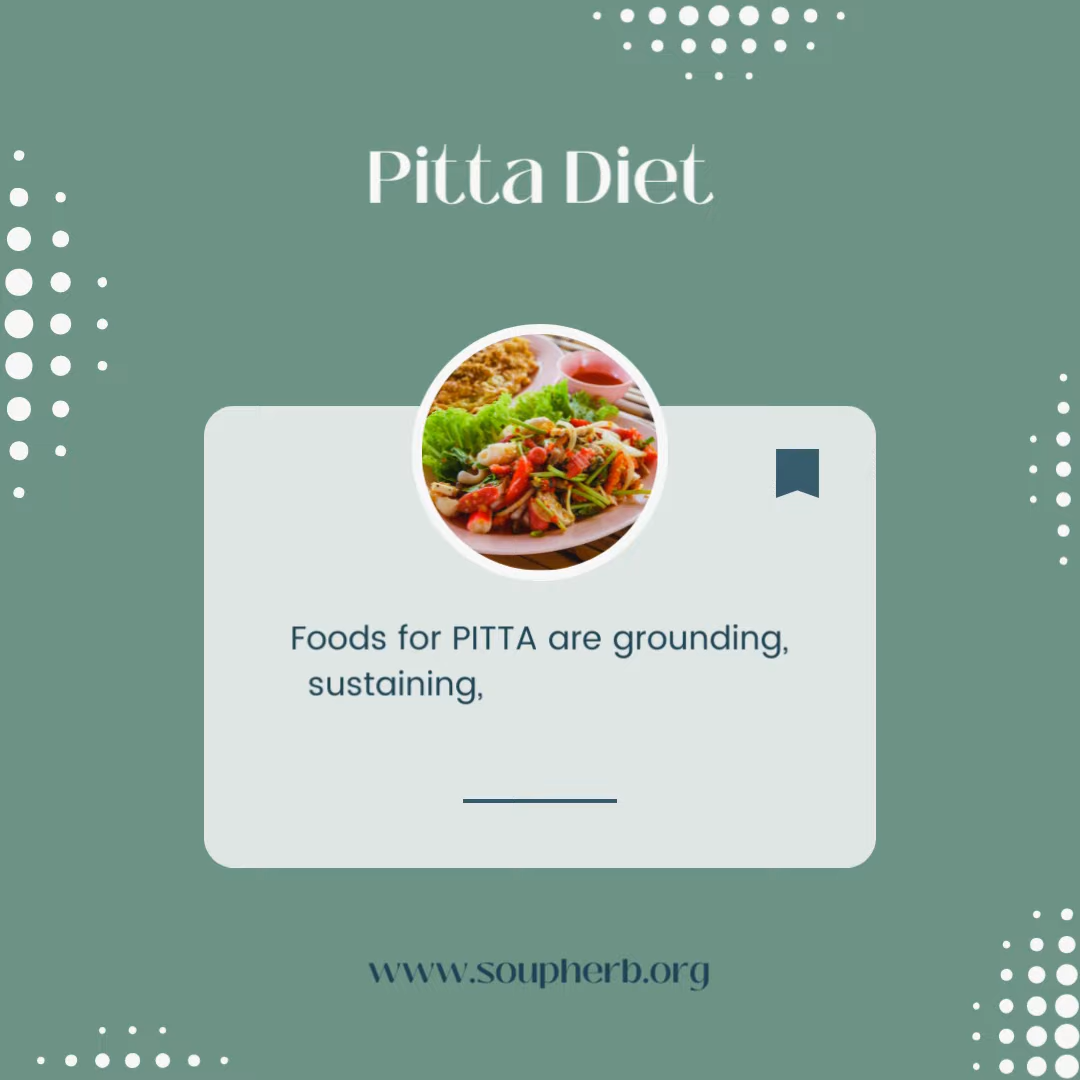 Pitta Diet
Foods for PITTA are grounding,
sustaining,
www.soupherb.org